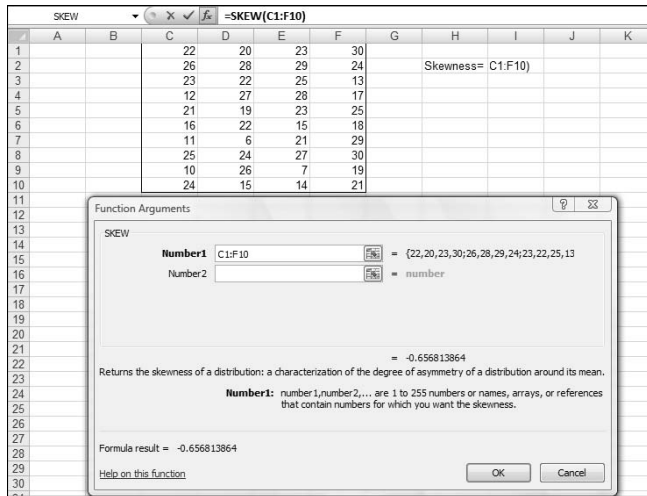 SKEW =SKEW(C1:F10)
A B C D E F G H I J K
1 22 20 23 30
2 26 28 29 24 Skewness= C1:F10)
3 23 22 25 13
4 12 27 28 17
5 21 19 23 25
6 16 22 15 18
7 11 6 21 29
8 25 24 27 30
9 10 26 7 19
10 24 15 14 21
11
12
13
14
15
16
17
18
19
20
21
22
23
24
25
26
27
28
29
30
Function Arguments ?
SKEW
Number1 C1:F10 = {22,20,23,30;26,28,29,24;23,22,25,13
Number2 = number
= -0.656813864
Returns the skewness of a distribution: a characterization of the degree of asymmetry of a distribution around its mean.
Number1: number1,number2,... are 1 to 255 numbers or names, arrays, or references
that contain numbers for which you want the skewness.
Formula result = -0.656813864
Help on this function OK Cancel